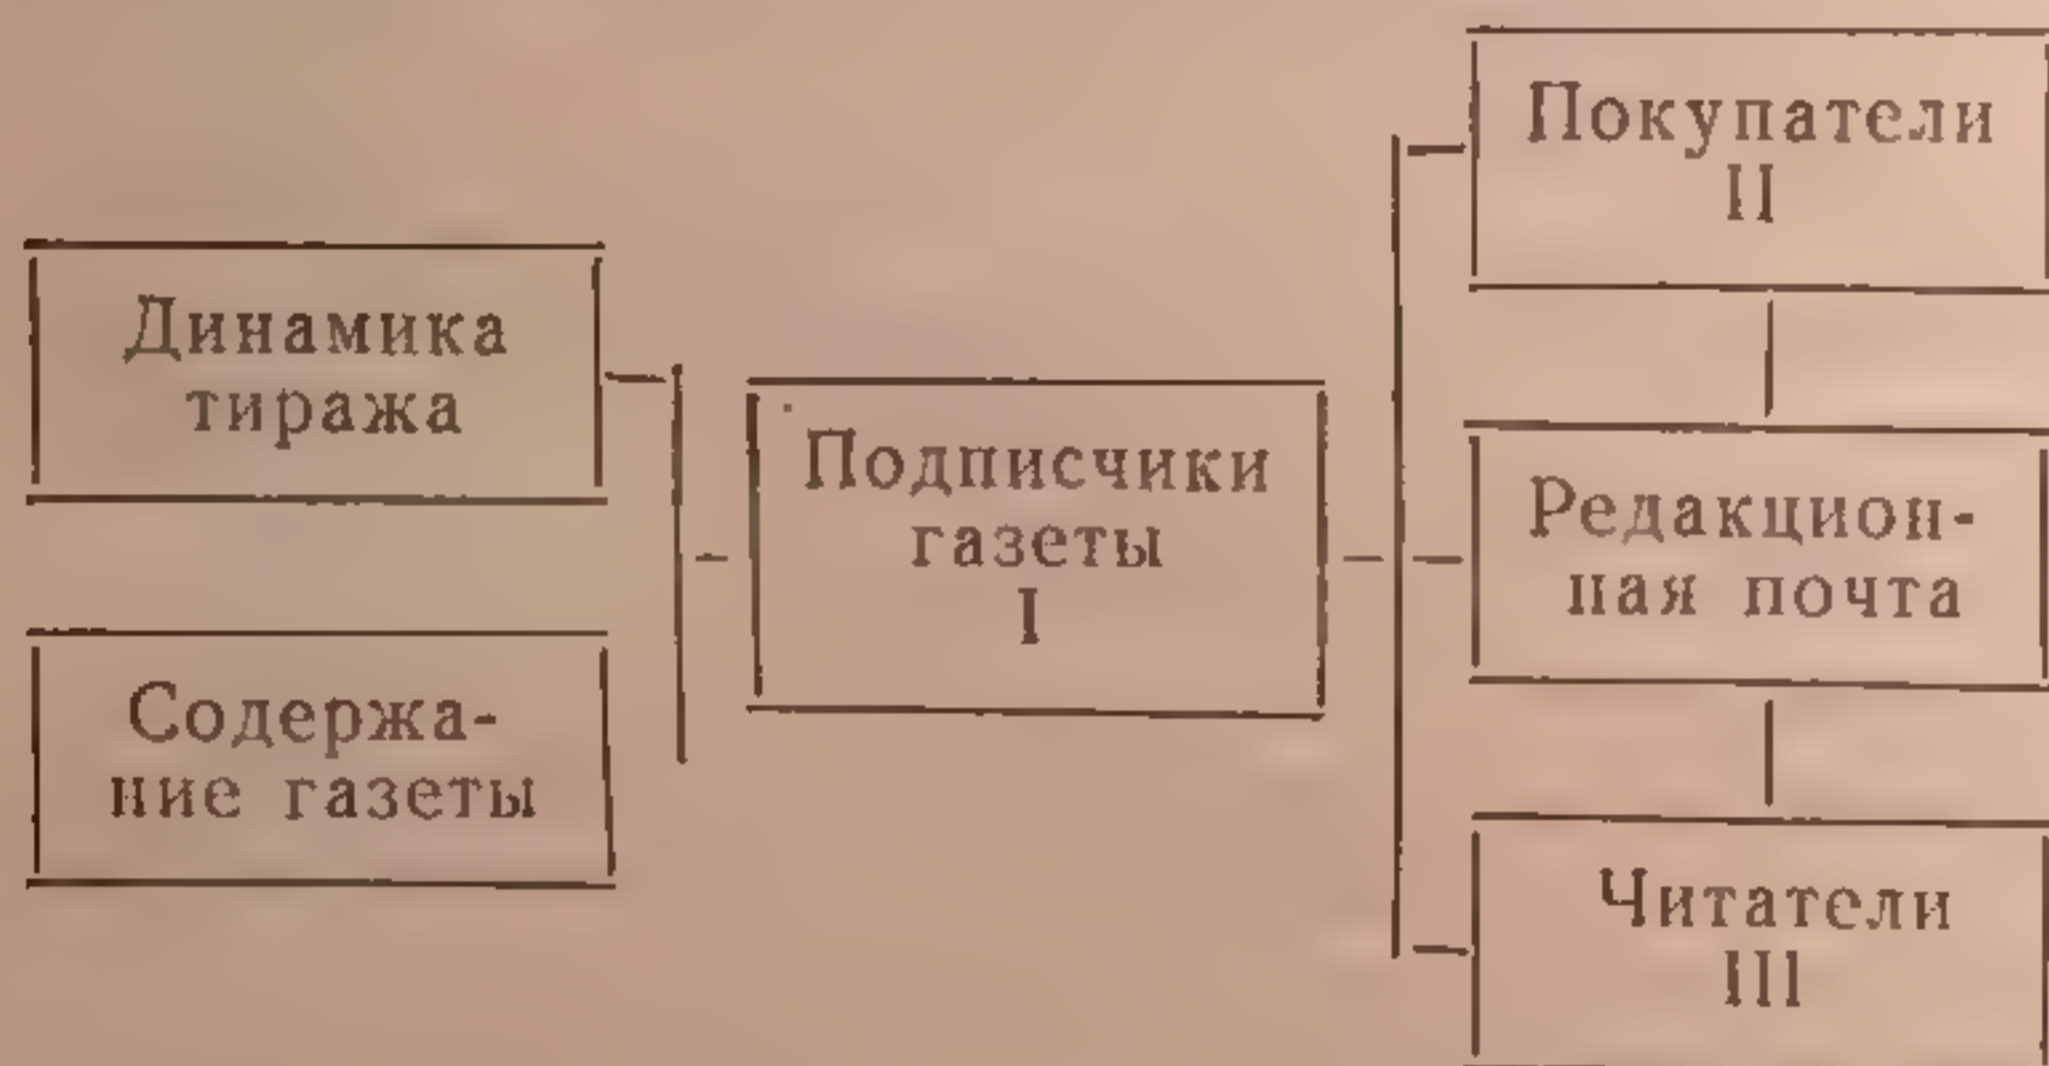 Динамика
тиража
Содержа-
ние газеты
Подписчики
газеты
I
Покупатели
II
Редакцион-
ная почта
Читатели
III